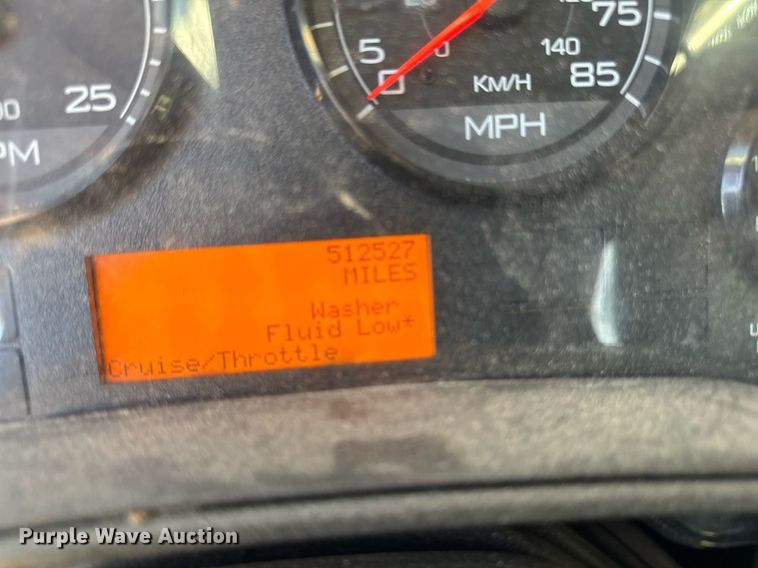 75
5
0
0
140
85
KM/H
MPH
25
PM
512527
MILES
Washer
Fluid Low*
Cruise/Throttle
Purple Wave Auction